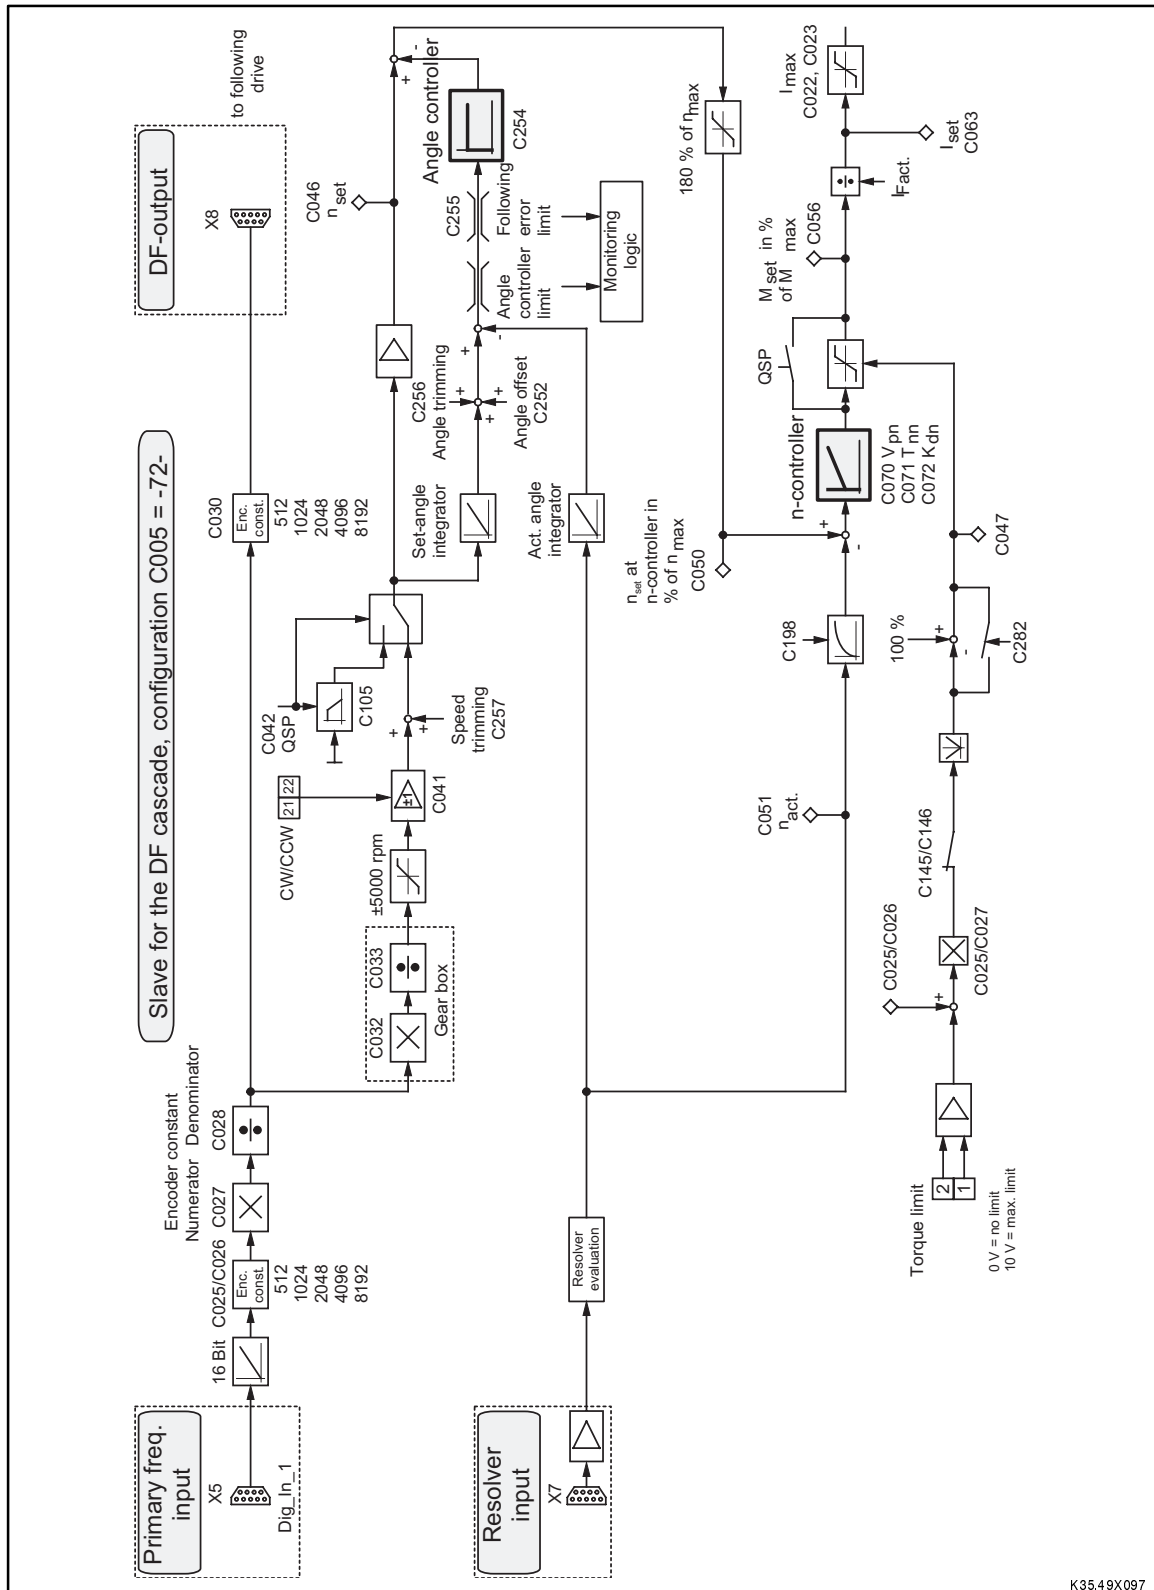 Slave for the DF cascade, configuration C005 = -72-
Primary freq.
input
X5
Dig_In_1
16 Bit
C025/C026
Enc.
const.
512
1024
2048
4096
8192
Encoder constant
Numerator Denominator
C027
C028
C030
Enc.
const.
512
1024
2048
4096
8192
DF-output
X8
to following
drive
C032
C033
Gear box
±5000 rpm
CW/CCW
21 22
±1
C041
+
+
Speed
trimming
C257
C042
QSP
C105
Set-angle
integrator
C256
Angle trimming
+
+
+
Angle offset
C252
+
-
Angle
controller
limit
C255
Following
error
limit
Monitoring
logic
C046
n set
Angle controller
C254
+
-
Resolver
input
X7
Resolver
evaluation
Act. angle
integrator
180 % of n max
n set at
n-controller in
% of n max
C050
C051
n act.
C198
+
-
n-controller
C070 V pn
C071 T nn
C072 K dn
QSP
M set in %
of M max
C056
I Fact.
I set
C063
I max
C022, C023
Torque limit
2
1
0 V = no limit
10 V = max. limit
C025/C026
+
C025/C027
C145/C146
100 %
+
-
C282
C047
K35.49X097